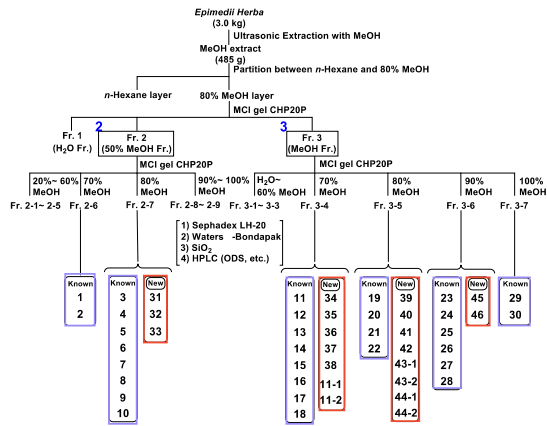 Epimedii Herba
(3.0 kg)
Ultrasonic Extraction with MeOH
MeOH extract
(485 g)
Partition between n-Hexane and 80% MeOH
n-Hexane layer
80% MeOH layer
MCI gel CHP20P
Fr. 1
(H2O Fr.)
2
Fr. 2
(50% MeOH Fr.)
3
Fr. 3
(MeOH Fr.)
MCI gel CHP20P
MCI gel CHP20P
20%~ 60%
MeOH
70%
MeOH
80%
MeOH
90%~ 100%
MeOH
H2O~
60% MeOH
70%
MeOH
80%
MeOH
90%
MeOH
100%
MeOH
Fr. 2-1~ 2-5
Fr. 2-6
Fr. 2-7
Fr. 2-8~ 2-9
Fr. 3-1~ 3-3
Fr. 3-4
Fr. 3-5
Fr. 3-6
Fr. 3-7
1) Sephadex LH-20
2) Waters -Bondapak
3) SiO2
4) HPLC (ODS, etc.)
Known
1
2
Known
3
4
5
6
7
8
9
10
New
31
32
33
Known
11
12
13
14
15
16
17
18
New
34
35
36
37
38
11-1
11-2
Known
19
20
21
22
New
39
40
41
42
43-1
43-2
44-1
44-2
Known
23
24
25
26
27
28
New
45
46
Known
29
30